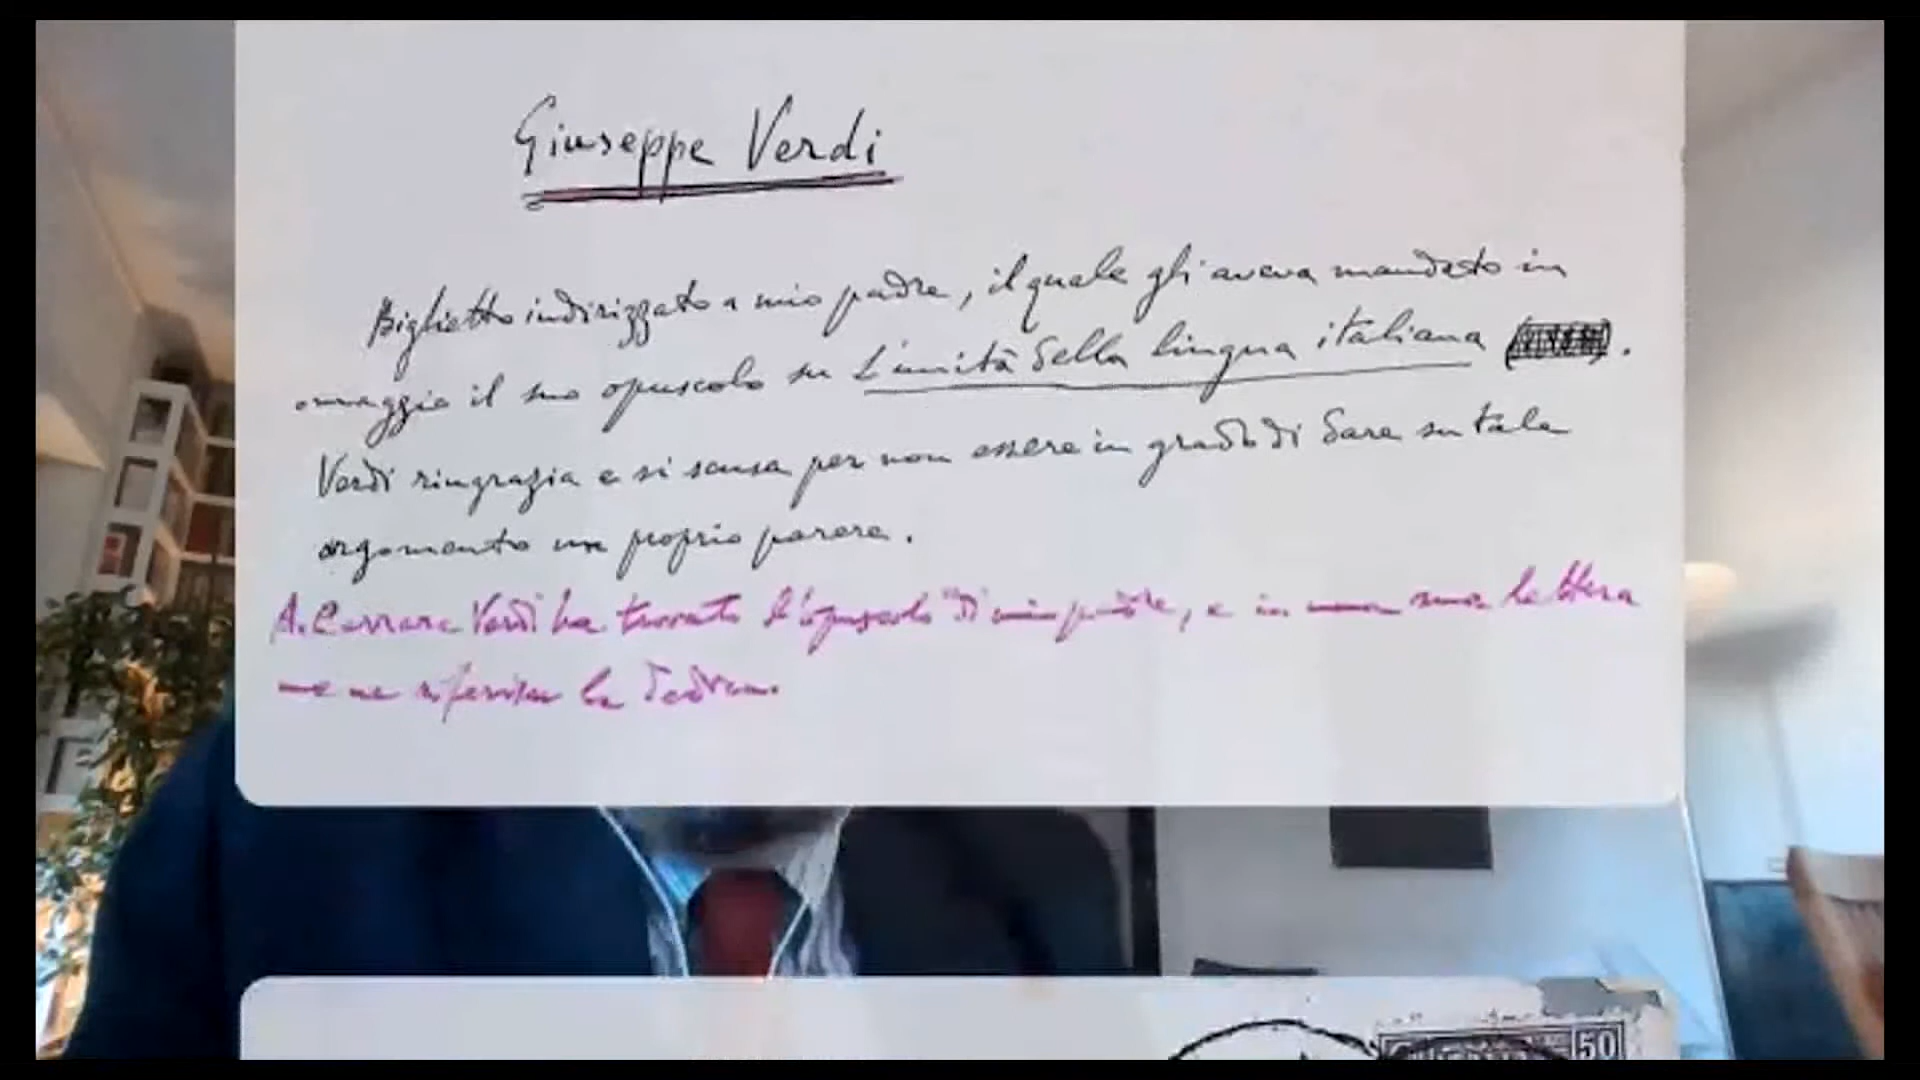 Giuseppe Verdi
Biglietto indirizzato a mio padre, il quale gli aveva mandato in
omaggio il suo opuscolo su L'unità della lingua italiana .
Verdi ringrazia e si scusa per non essere in grado di dare su tale
argomento un proprio parere.
A. Carrara Verdi ha trovato l'opuscolo di mio padre, e in una sua lettera
me ne riferisce la dedica.
50